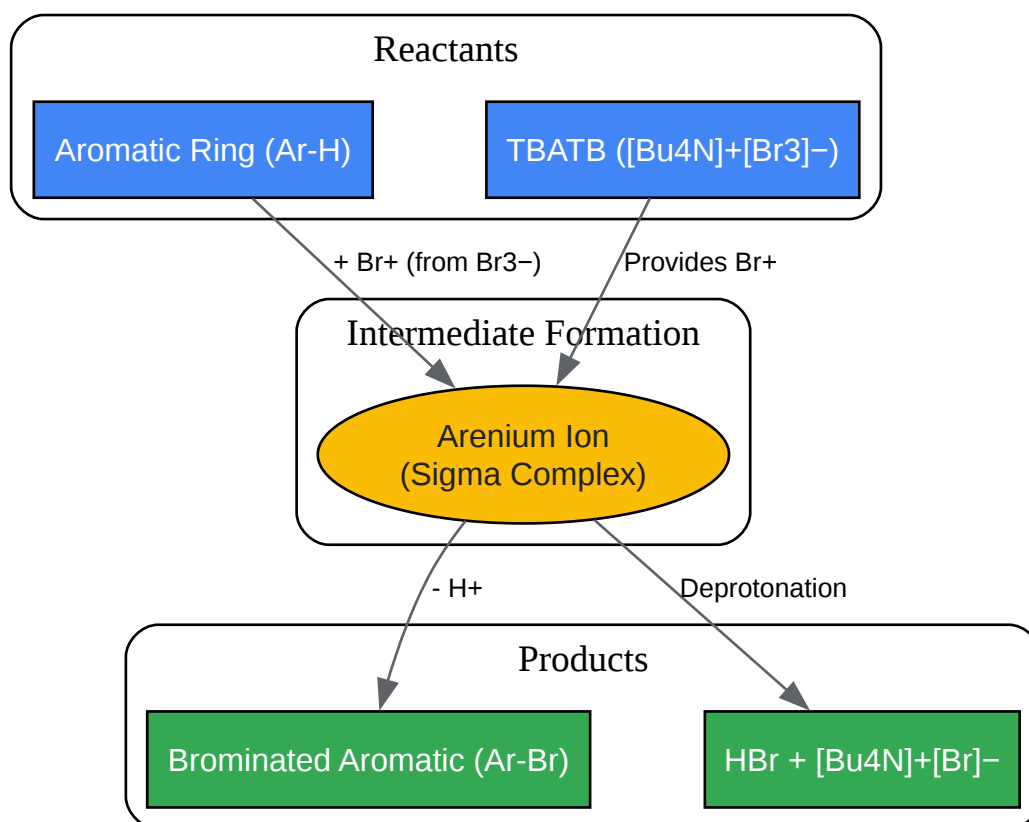 Reactants
Aromatic Ring (Ar-H)
TBATB ([Bu4N]+[Br3]−)
+ Br+ (from Br3−)
Provides Br+
Intermediate Formation
Arenium Ion
(Sigma Complex)
- H+
Deprotonation
Products
Brominated Aromatic (Ar-Br)
HBr + [Bu4N]+[Br]−